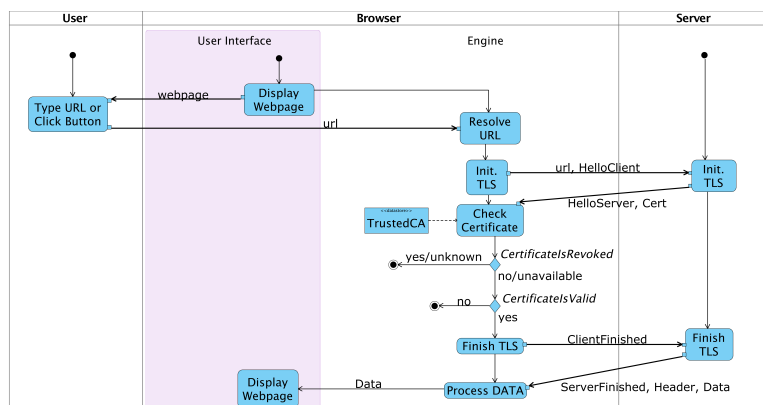 User
Browser
Server
User Interface
Engine
webpage
Display
Webpage
Type URL or
Click Button
url
Resolve
URL
Init.
TLS
url, HelloClient
Init.
TLS
HelloServer, Cert
<<datastore>>
TrustedCA
Check
Certificate
yes/unknown
CertificateIsRevoked
no/unavailable
no
CertificateIsValid
yes
Finish TLS
ClientFinished
Finish
TLS
Display
Webpage
Data
Process DATA
ServerFinished, Header, Data